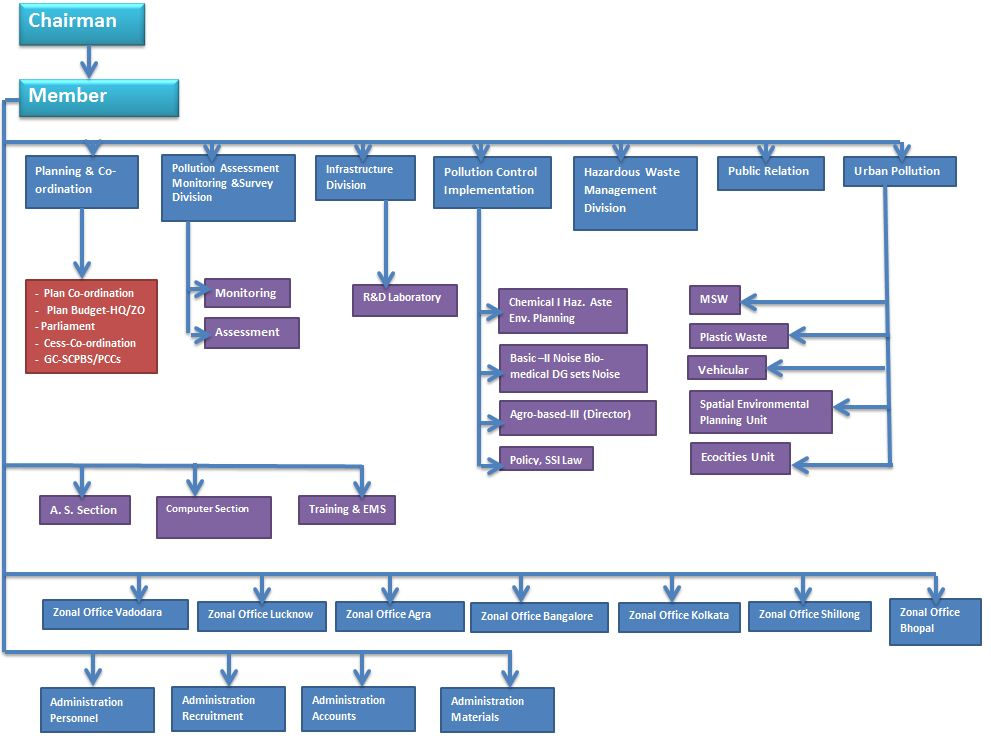 Chairman
Member
Planning & Co-
ordination
Pollution Assessment
Monitoring &Survey
Division
Infrastructure
Division
Pollution Control
Implementation
Hazardous Waste
Management
Division
Public Relation
Urban Pollution
- Plan Co-ordination
- Plan Budget-HQ/ZO
- Parliament
- Cess-Co-ordination
- GC-SCPBS/PCCs
Monitoring
Assessment
R&D Laboratory
Chemical I Haz. Aste
Env. Planning
Basic –II Noise Bio-
medical DG sets Noise
Agro-based-III (Director)
Policy, SSI Law
MSW
Plastic Waste
Vehicular
Spatial Environmental
Planning Unit
Ecocities Unit
A. S. Section
Computer Section
Training & EMS
Zonal Office Vadodara
Zonal Office Lucknow
Zonal Office Agra
Zonal Office Bangalore
Zonal Office Kolkata
Zonal Office Shillong
Zonal Office
Bhopal
Administration
Personnel
Administration
Recruitment
Administration
Accounts
Administration
Materials